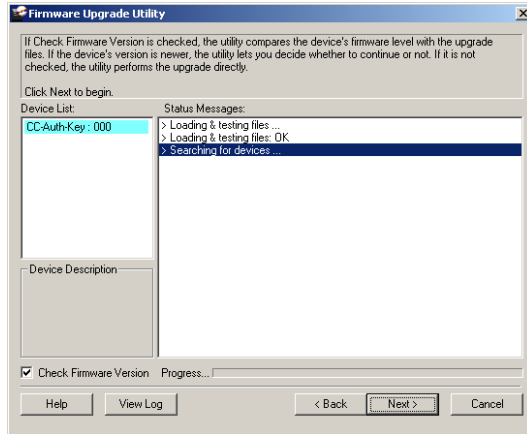 Firmware Upgrade Utility
If Check Firmware Version is checked, the utility compares the device's firmware level with the upgrade
files. If the device's version is newer, the utility lets you decide whether to continue or not. If it is not
checked, the utility performs the upgrade directly.
Click Next to begin.
Device List:
Status Messages:
CC-Auth-Key : 000
> Loading & testing files ...
> Loading & testing files: OK
> Searching for devices ...
Device Description
Check Firmware Version
Progress...
Help
View Log
< Back
Next >
Cancel